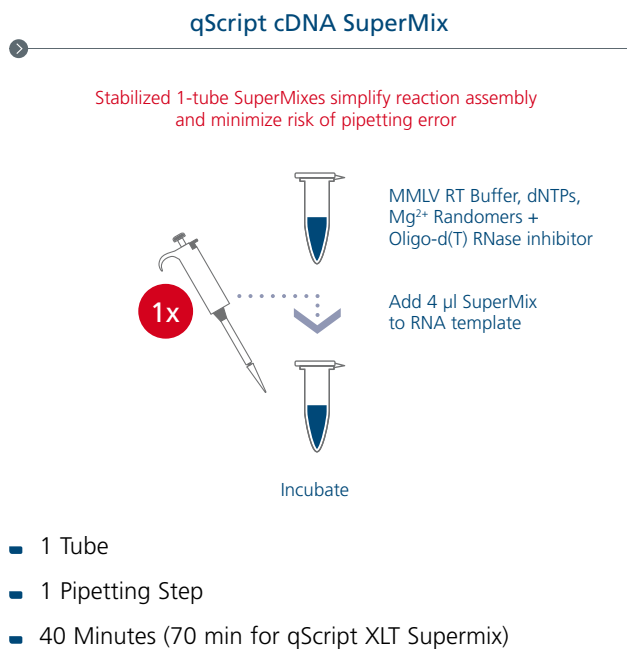 qScript cDNA SuperMix
Stabilized 1-tube SuperMixes simplify reaction assembly
and minimize risk of pipetting error
MMLV RT Buffer, dNTPs,
Mg²⁺ Randomers +
Oligo-d(T) RNase inhibitor
1x
Add 4 µl SuperMix
to RNA template
Incubate
1 Tube
1 Pipetting Step
40 Minutes (70 min for qScript XLT Supermix)